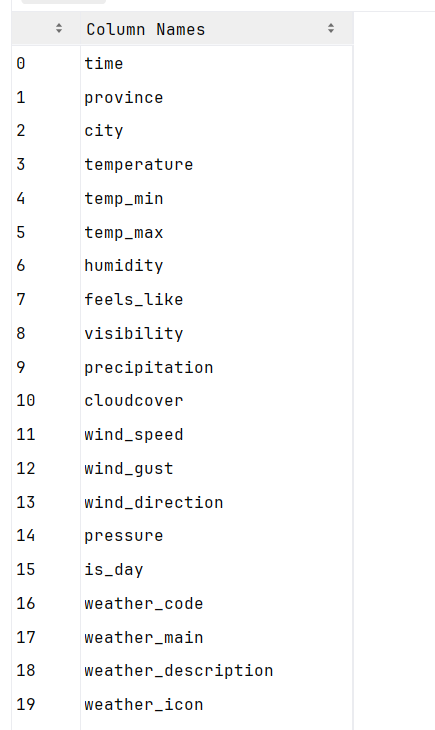 Column Names
0 time
1 province
2 city
3 temperature
4 temp_min
5 temp_max
6 humidity
7 feels_like
8 visibility
9 precipitation
10 cloudcover
11 wind_speed
12 wind_gust
13 wind_direction
14 pressure
15 is_day
16 weather_code
17 weather_main
18 weather_description
19 weather_icon